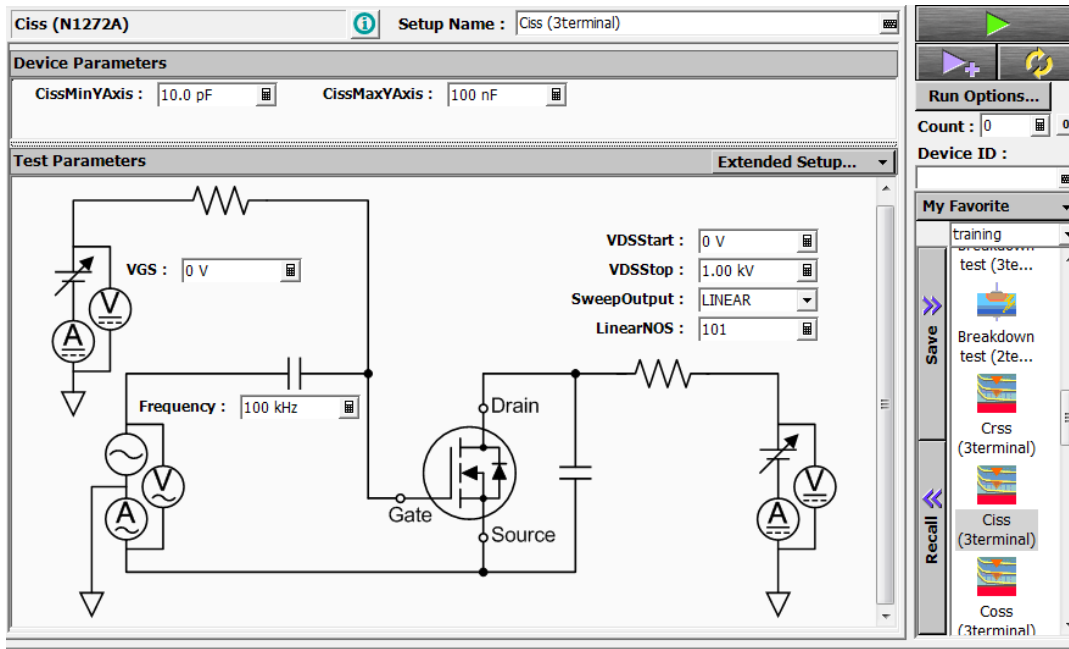 Ciss (N1272A)
Setup Name : Ciss (3terminal)
Device Parameters
CissMinYAxis : 10.0 pF
CissMaxYAxis : 100 nF
Test Parameters
Extended Setup...
VGS : 0 V
VDSStart : 0 V
VDSStop : 1.00 kV
SweepOutput : LINEAR
LinearNOS : 101
V
A
Frequency : 100 kHz
Drain
V
A
Gate
Source
V
A
Run Options...
Count : 0
0
Device ID :
My Favorite
training
Save
Recall
Breakdown
test (3te...
Breakdown
test (2te...
Crss
(3terminal)
Ciss
(3terminal)
Coss
(3terminal)